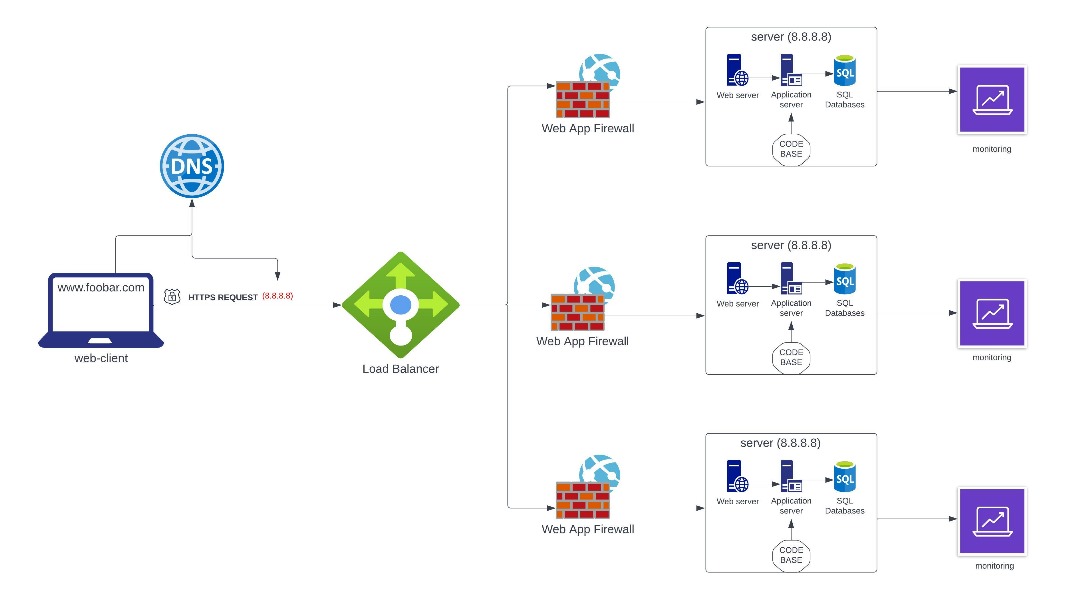 DNS
www.foobar.com
HTTPS REQUEST (8.8.8.8)
web-client
Load Balancer
Web App Firewall
server (8.8.8.8)
SQL
Web server
Application
server
SQL
Databases
CODE
BASE
monitoring
Web App Firewall
server (8.8.8.8)
SQL
Web server
Application
server
SQL
Databases
CODE
BASE
monitoring
Web App Firewall
server (8.8.8.8)
SQL
Web server
Application
server
SQL
Databases
CODE
BASE
monitoring